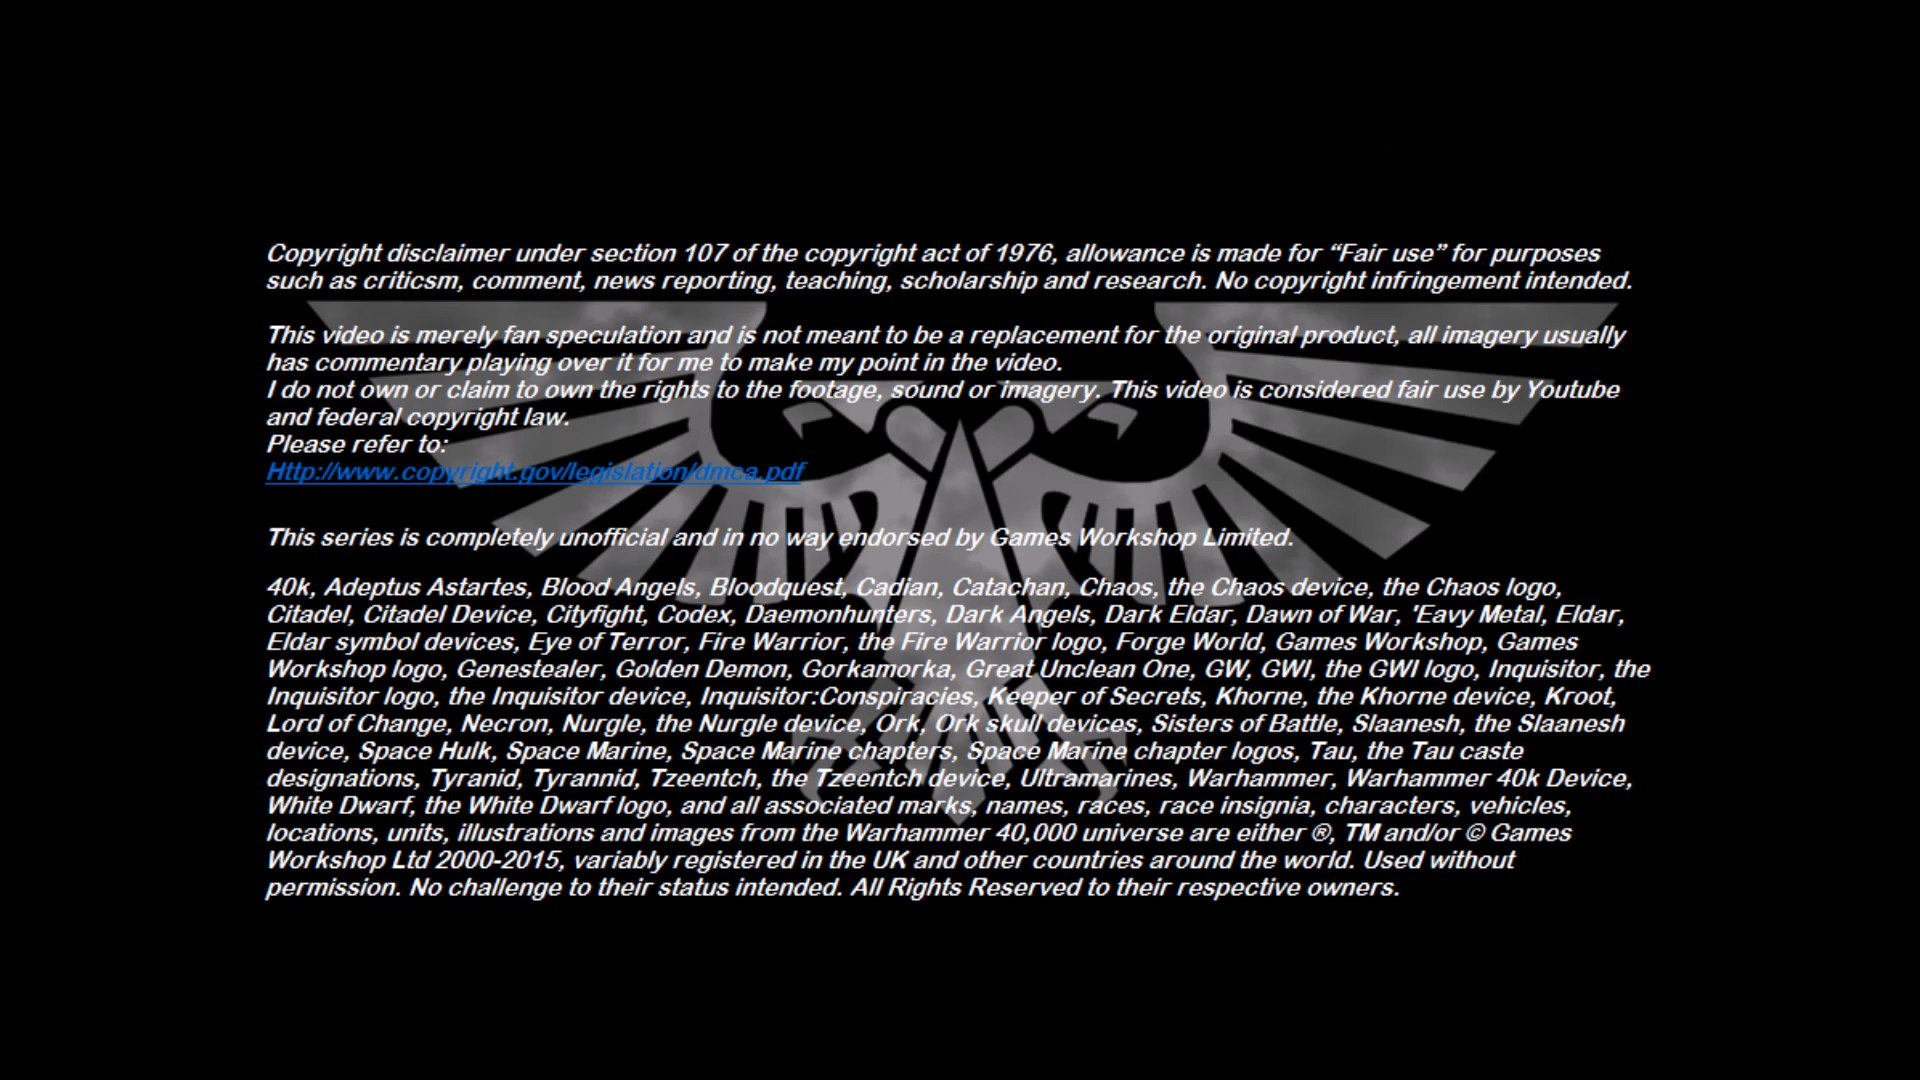 Copyright disclaimer under section 107 of the copyright act of 1976, allowance is made for “Fair use” for purposes
such as criticsm, comment, news reporting, teaching, scholarship and research. No copyright infringement intended.
This video is merely fan speculation and is not meant to be a replacement for the original product, all imagery usually
has commentary playing over it for me to make my point in the video.
I do not own or claim to own the rights to the footage, sound or imagery. This video is considered fair use by Youtube
and federal copyright law.
Please refer to:
Http://www.copyright.gov/legislation/dmca.pdf
This series is completely unofficial and in no way endorsed by Games Workshop Limited.
40k, Adeptus Astartes, Blood Angels, Bloodquest, Cadian, Catachan, Chaos, the Chaos device, the Chaos logo,
Citadel, Citadel Device, Cityfight, Codex, Daemonhunters, Dark Angels, Dark Eldar, Dawn of War, 'Eavy Metal, Eldar,
Eldar symbol devices, Eye of Terror, Fire Warrior, the Fire Warrior logo, Forge World, Games Workshop, Games
Workshop logo, Genestealer, Golden Demon, Gorkamorka, Great Unclean One, GW, GWI, the GWI logo, Inquisitor, the
Inquisitor logo, the Inquisitor device, Inquisitor:Conspiracies, Keeper of Secrets, Khorne, the Khorne device, Kroot,
Lord of Change, Necron, Nurgle, the Nurgle device, Ork, Ork skull devices, Sisters of Battle, Slaanesh, the Slaanesh
device, Space Hulk, Space Marine, Space Marine chapters, Space Marine chapter logos, Tau, the Tau caste
designations, Tyranid, Tyrannid, Tzeentch, the Tzeentch device, Ultramarines, Warhammer, Warhammer 40k Device,
White Dwarf, the White Dwarf logo, and all associated marks, names, races, race insignia, characters, vehicles,
locations, units, illustrations and images from the Warhammer 40,000 universe are either ®, TM and/or © Games
Workshop Ltd 2000-2015, variably registered in the UK and other countries around the world. Used without
permission. No challenge to their status intended. All Rights Reserved to their respective owners.